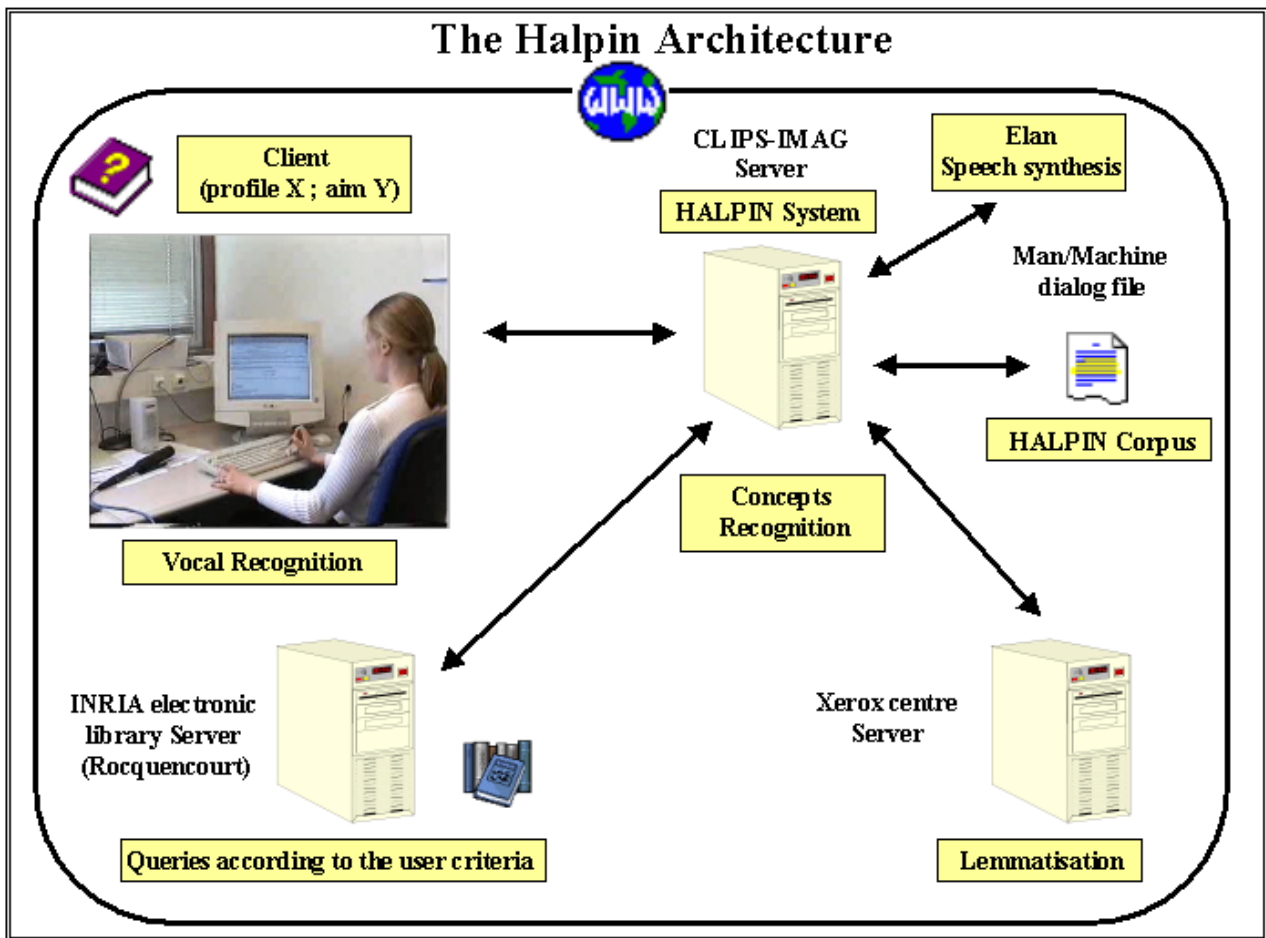 The Halpin Architecture
WWW
?
Client
(profile X ; aim Y)
CLIPS-IMAG
Server
HALPIN System
Elan
Speech synthesis
Man/Machine
dialog file
HALPIN Corpus
Concepts
Recognition
Vocal Recognition
INRIA electronic
library Server
(Rocquencourt)
Xerox centre
Server
Queries according to the user criteria
Lemmatisation